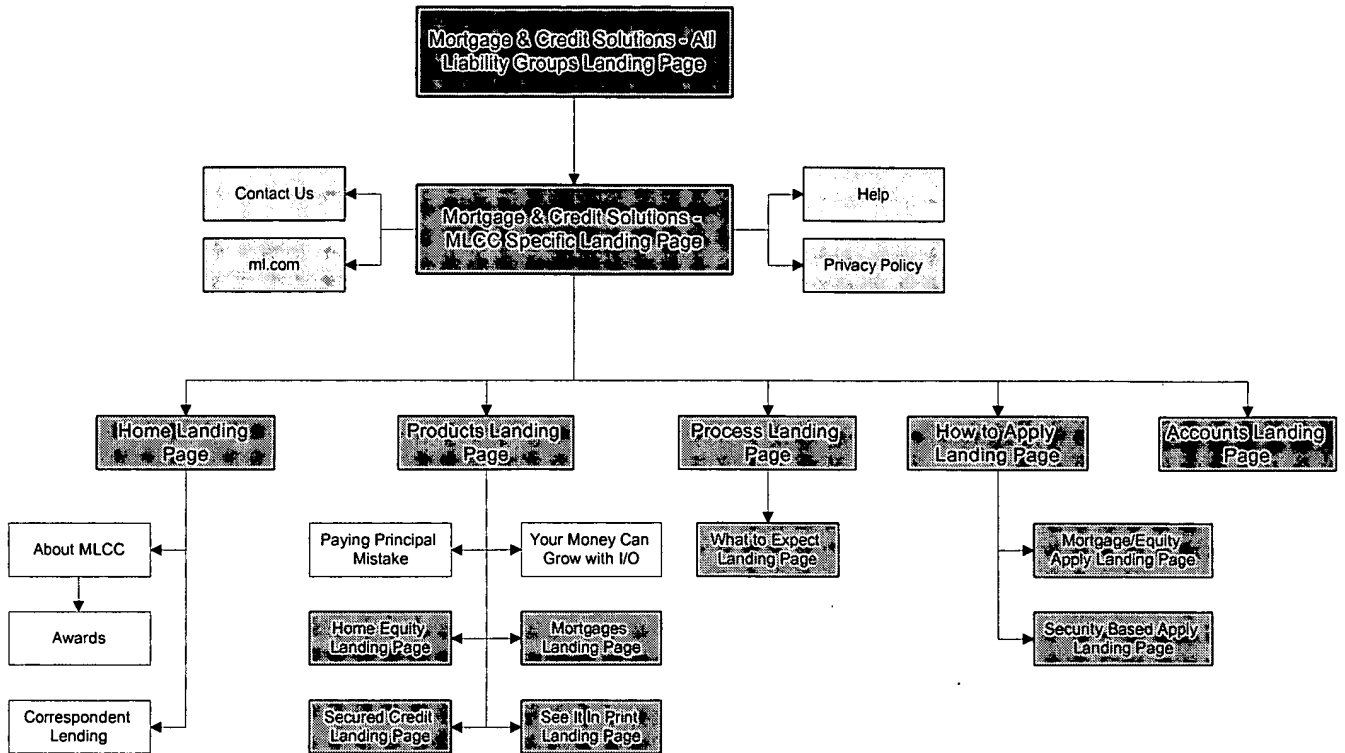 Mortgage & Credit Solutions - All
Liability Groups Landing Page
Contact Us
Help
Mortgage & Credit Solutions -
MLCC Specific Landing Page
ml.com
Privacy Policy
Home Landing
Page
Products Landing
Page
Process Landing
Page
How to Apply
Landing Page
Accounts Landing
Page
About MLCC
Paying Principal
Mistake
Your Money Can
Grow with I/O
What to Expect
Landing Page
Mortgage/Equity
Apply Landing Page
Awards
Home Equity
Landing Page
Mortgages
Landing Page
Security Based Apply
Landing Page
Correspondent
Lending
Secured Credit
Landing Page
See It In Print
Landing Page